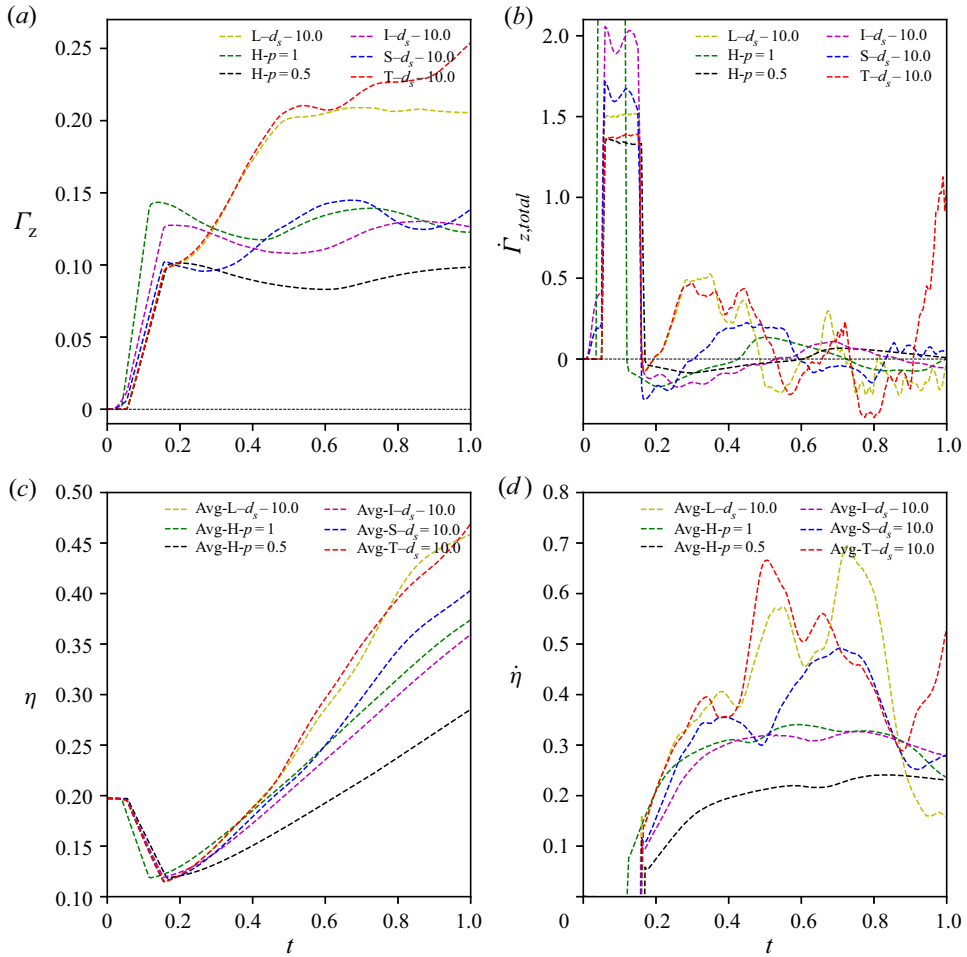 (a)
0.25
0.20
0.15
0.10
0.05
0
Γz
L–ds – 10.0
H-p = 1
H-p = 0.5
I–ds – 10.0
S–ds – 10.0
T–ds – 10.0
0 0.2 0.4 0.6 0.8 1.0
(b)
2.0
1.5
1.0
0.5
0
Γ̇z,total
L–ds – 10.0
H-p = 1
H-p = 0.5
I–ds – 10.0
S–ds – 10.0
T–ds – 10.0
0 0.2 0.4 0.6 0.8 1.0
(c)
0.50
0.45
0.40
0.35
0.30
0.25
0.20
0.15
0.10
η
Avg-L–ds – 10.0
Avg-H-p = 1
Avg-H-p = 0.5
Avg-I–ds – 10.0
Avg-S–ds = 10.0
Avg-T–ds = 10.0
0 0.2 0.4 0.6 0.8 1.0
t
(d)
0.8
0.7
0.6
0.5
0.4
0.3
0.2
0.1
η̇
Avg-L–ds – 10.0
Avg-H-p = 1
Avg-H-p = 0.5
Avg-I–ds – 10.0
Avg-S–ds = 10.0
Avg-T–ds = 10.0
0 0.2 0.4 0.6 0.8 1.0
t